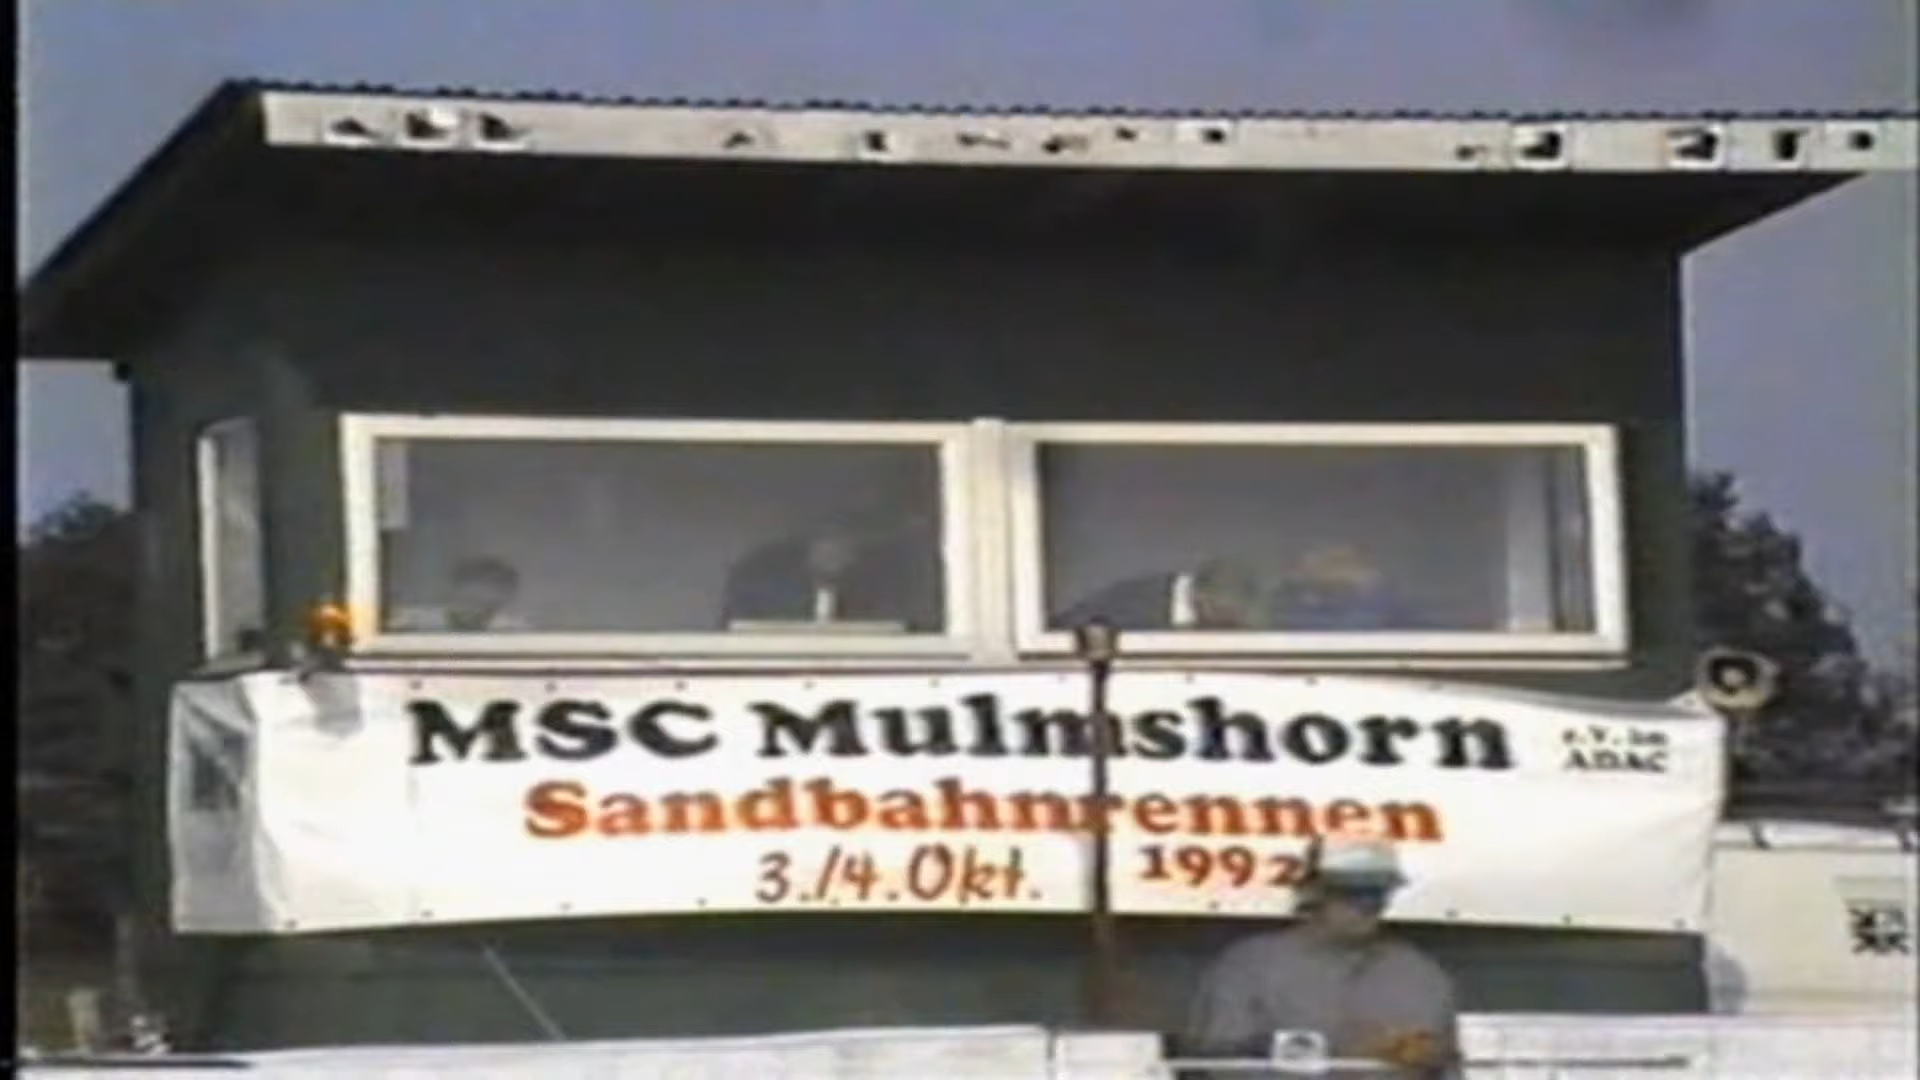 MSC Mulmshorn
e.V. im
ADAC
Sandbahnrennen
3./4.Okt. 1992